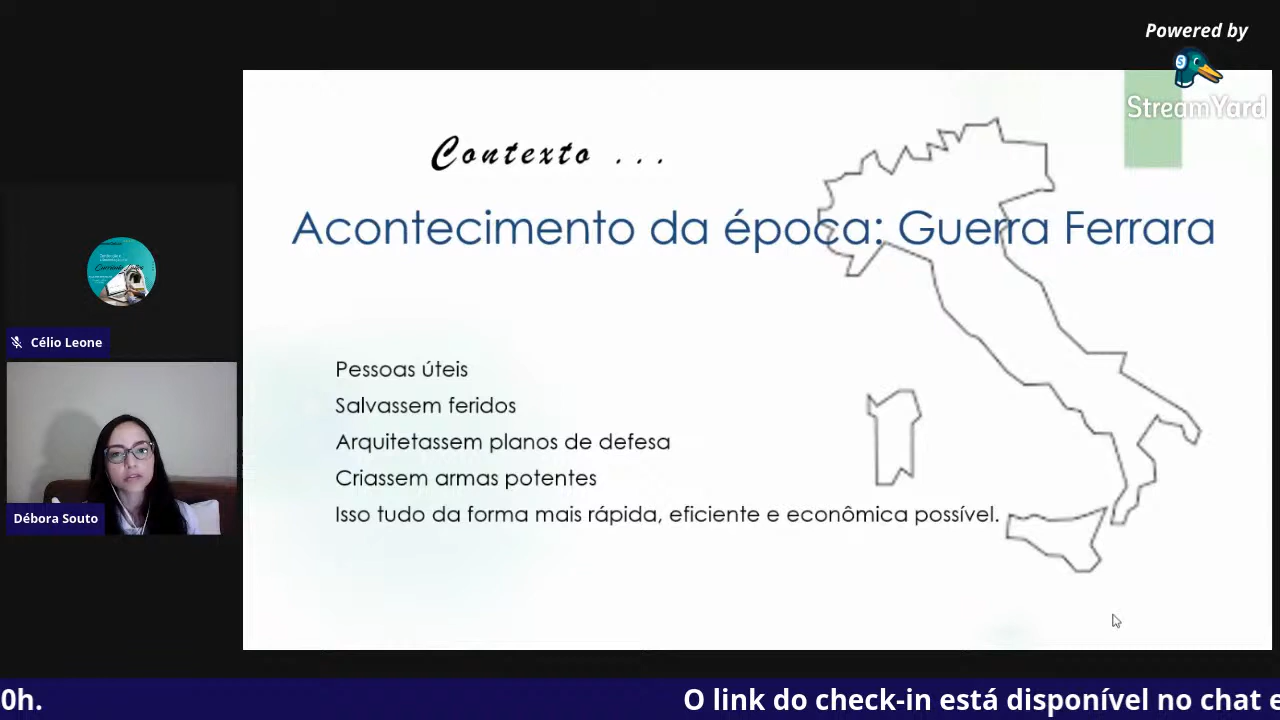 Powered by
StreamYard
Contexto ...
Acontecimento da época: Guerra Ferrara
Pessoas úteis
Salvassem feridos
Arquitetassem planos de defesa
Criassem armas potentes
Isso tudo da forma mais rápida, eficiente e econômica possível.
Célio Leone
Débora Souto
0h.
O link do check-in está disponível no chat e